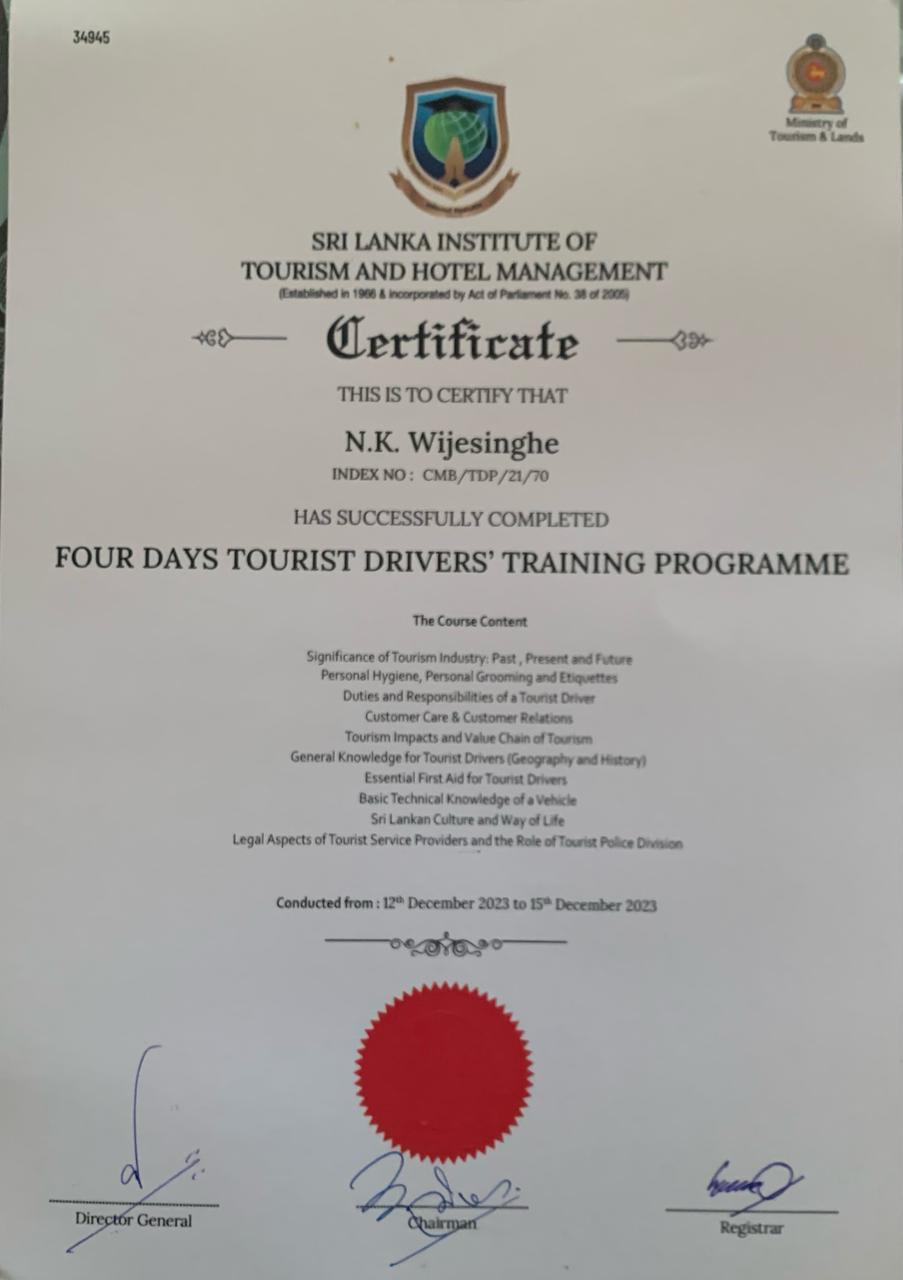 34945
Ministry of
Tourism & Lands
SRI LANKA INSTITUTE OF
TOURISM AND HOTEL MANAGEMENT
(Established in 1966 & incorporated by Act of Parliament No. 38 of 2005)
Certificate
THIS IS TO CERTIFY THAT
N.K. Wijesinghe
INDEX NO : CMB/TDP/21/70
HAS SUCCESSFULLY COMPLETED
FOUR DAYS TOURIST DRIVERS' TRAINING PROGRAMME
The Course Content
Significance of Tourism Industry: Past , Present and Future
Personal Hygiene, Personal Grooming and Etiquettes
Duties and Responsibilities of a Tourist Driver
Customer Care & Customer Relations
Tourism Impacts and Value Chain of Tourism
General Knowledge for Tourist Drivers (Geography and History)
Essential First Aid for Tourist Drivers
Basic Technical Knowledge of a Vehicle
Sri Lankan Culture and Way of Life
Legal Aspects of Tourist Service Providers and the Role of Tourist Police Division
Conducted from : 12th December 2023 to 15th December 2023
Director General
Chairman
Registrar